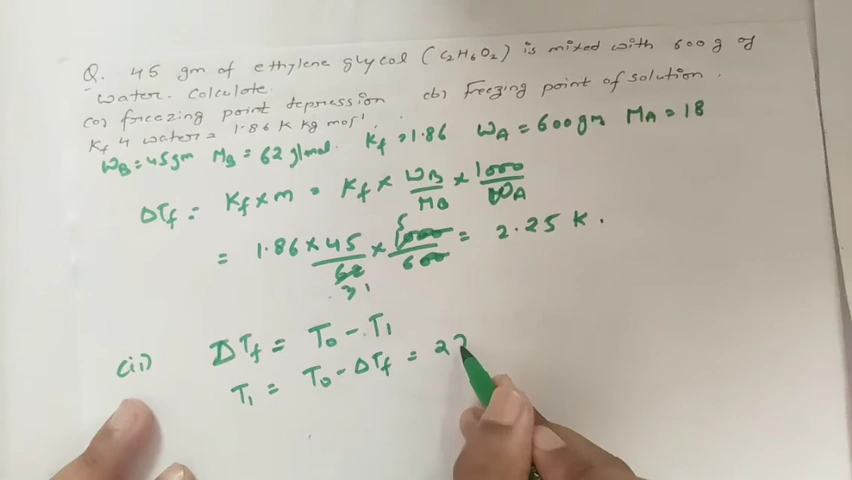 Q. 45 gm of ethylene glycol (C2H6O2) is mixed with 600 g of
water. Calculate.
(a) freezing point depression (b) Freezing point of solution.
Kf 4 water = 1.86 K kg mol⁻¹.
WB = 45gm MB = 62 g/mol. Kf = 1.86 WA = 600gm MA = 18
ΔTf = Kf × m = Kf × WB/MB × 1000/WA
= 1.86 × 45/62 × 1000/600 = 2.25 K.
5
31
(ii) ΔTf = T0 - T1
T1 = T0 - ΔTf = 27